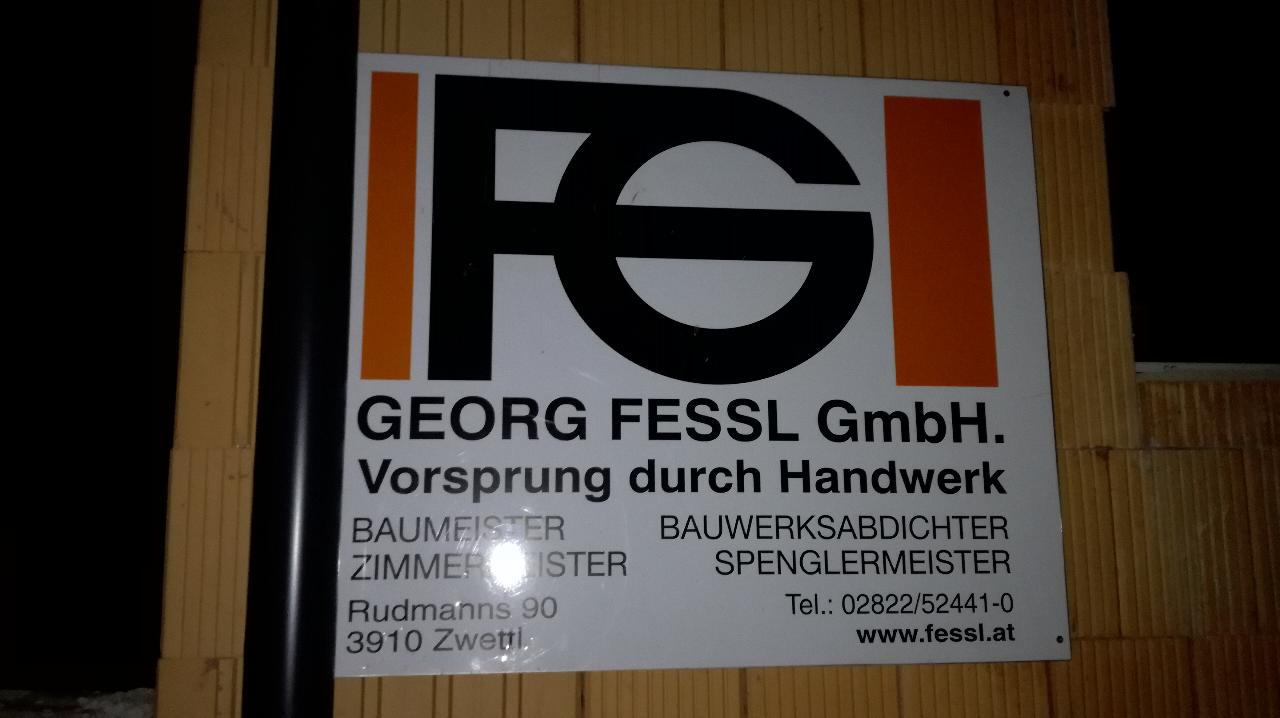 FG
GEORG FESSL GmbH.
Vorsprung durch Handwerk
BAUMEISTER BAUWERKSABDICHTER
ZIMMERMEISTER SPENGLERMEISTER
Rudmanns 90 Tel.: 02822/52441-0
3910 Zwettl www.fessl.at